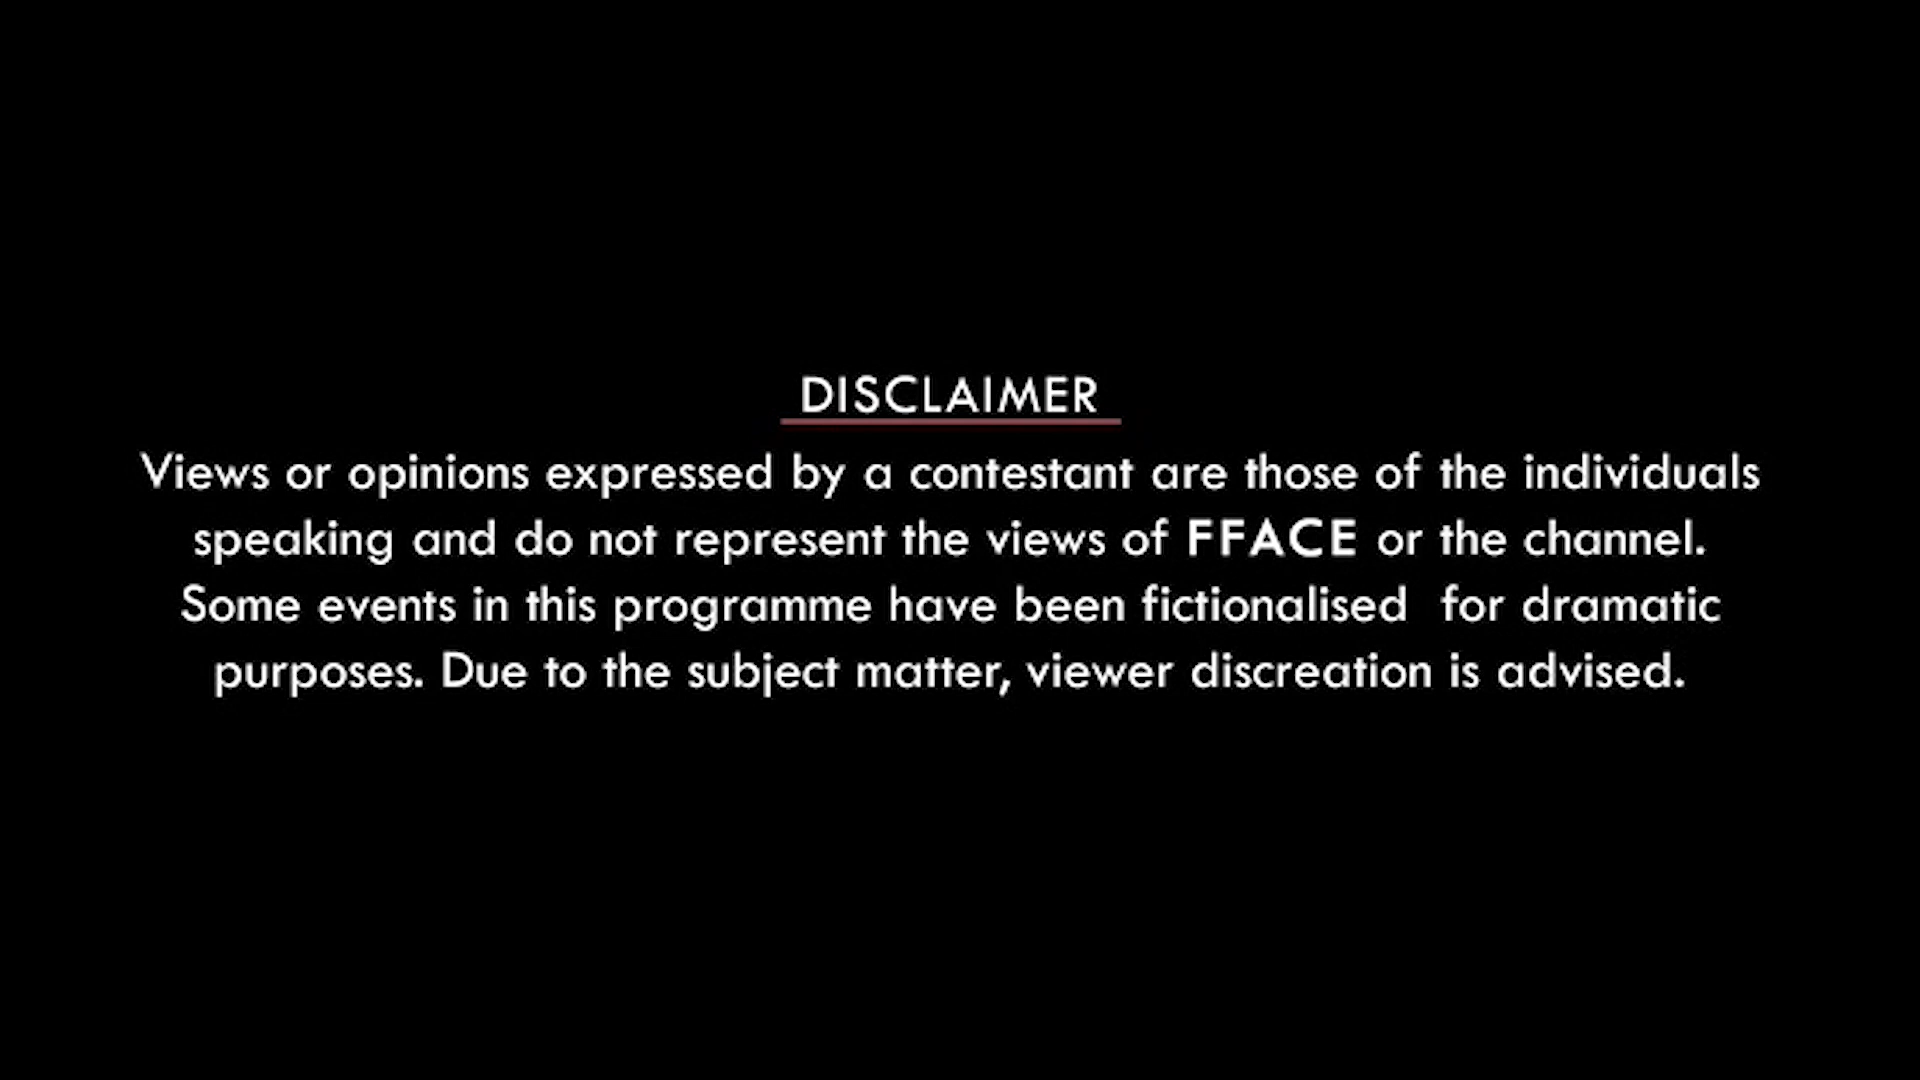 DISCLAIMER
Views or opinions expressed by a contestant are those of the individuals
speaking and do not represent the views of FFACE or the channel.
Some events in this programme have been fictionalised  for dramatic
purposes. Due to the subject matter, viewer discreation is advised.